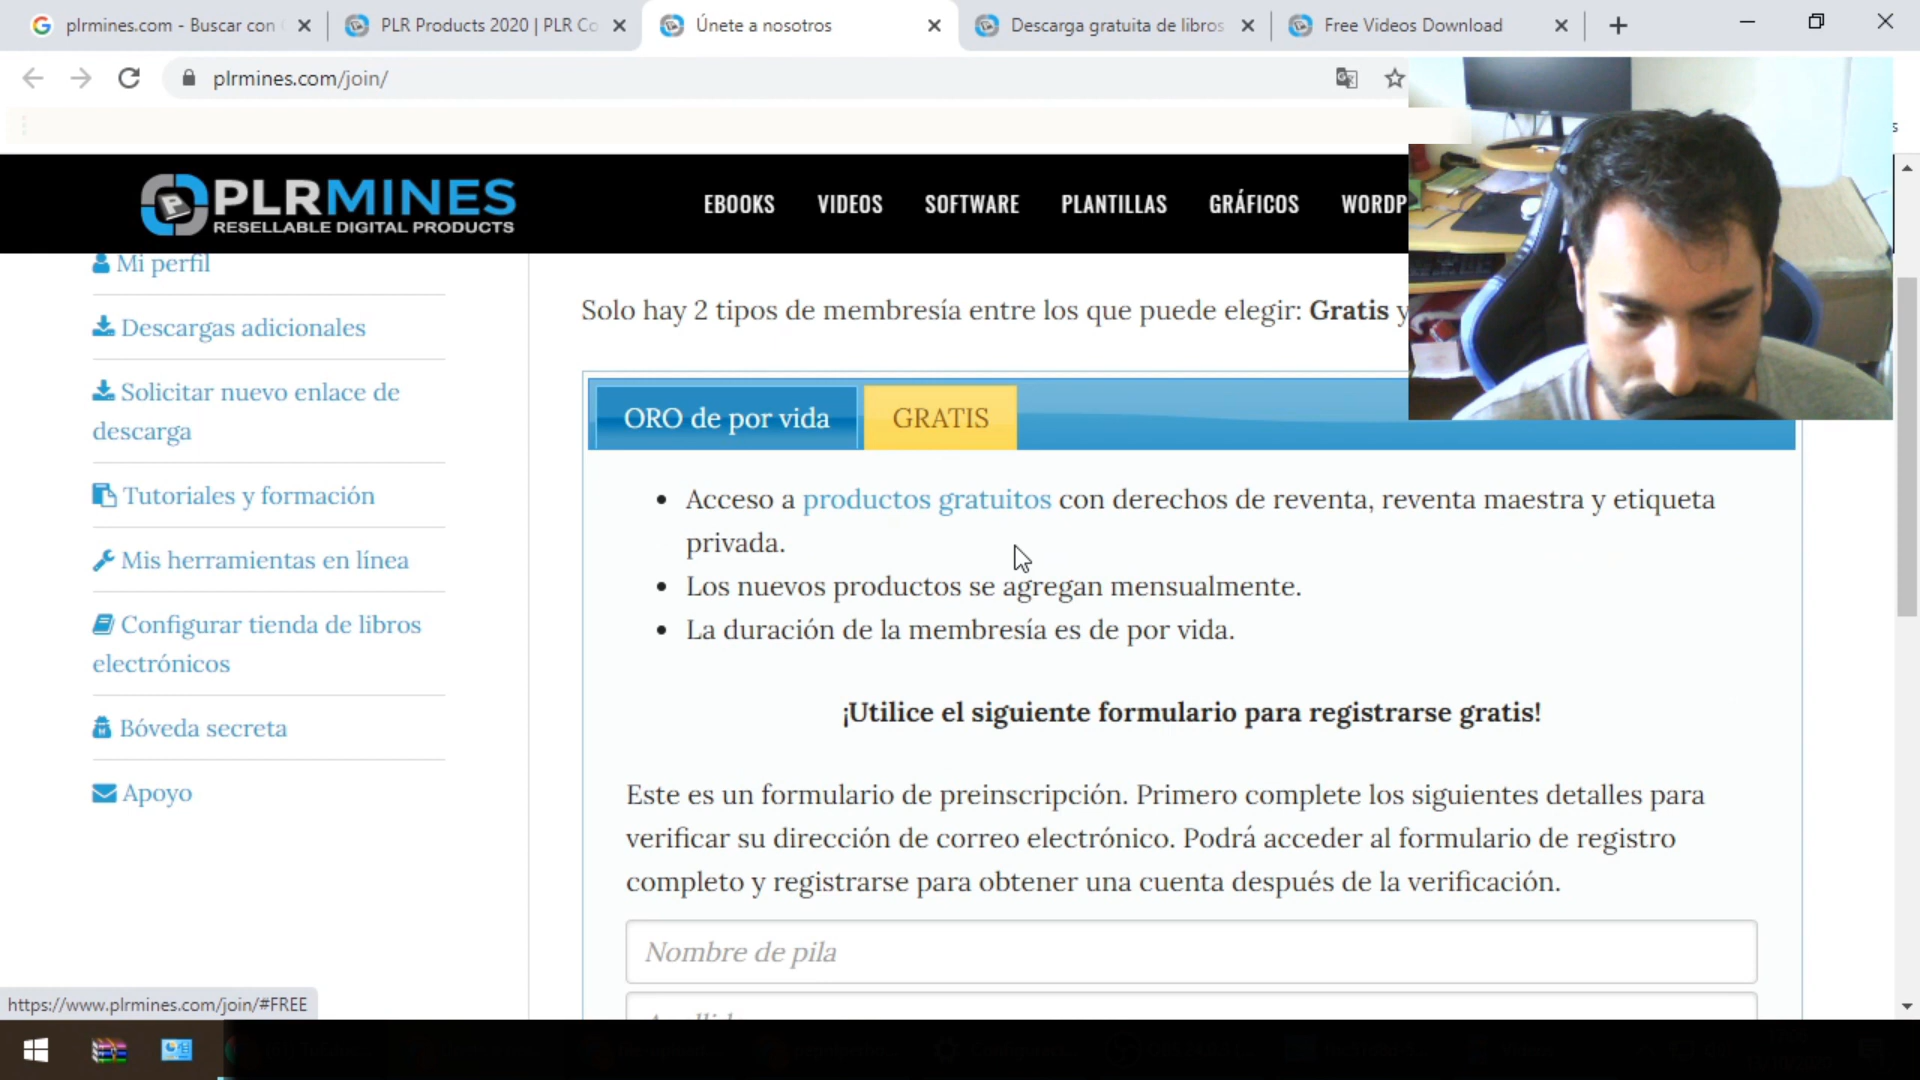 plrmines.com - Buscar con
PLR Products 2020 | PLR Co
Únete a nosotros
Descarga gratuita de libros
Free Videos Download
plrmines.com/join/
PLRMINES
RESELLABLE DIGITAL PRODUCTS
EBOOKS
VIDEOS
SOFTWARE
PLANTILLAS
GRÁFICOS
WORDP
Mi perfil
Descargas adicionales
Solicitar nuevo enlace de
descarga
Tutoriales y formación
Mis herramientas en línea
Configurar tienda de libros
electrónicos
Bóveda secreta
Apoyo
Solo hay 2 tipos de membresía entre los que puede elegir: Gratis y
ORO de por vida
GRATIS
• Acceso a productos gratuitos con derechos de reventa, reventa maestra y etiqueta
privada.
• Los nuevos productos se agregan mensualmente.
• La duración de la membresía es de por vida.
¡Utilice el siguiente formulario para registrarse gratis!
Este es un formulario de preinscripción. Primero complete los siguientes detalles para
verificar su dirección de correo electrónico. Podrá acceder al formulario de registro
completo y registrarse para obtener una cuenta después de la verificación.
Nombre de pila
https://www.plrmines.com/join/#FREE